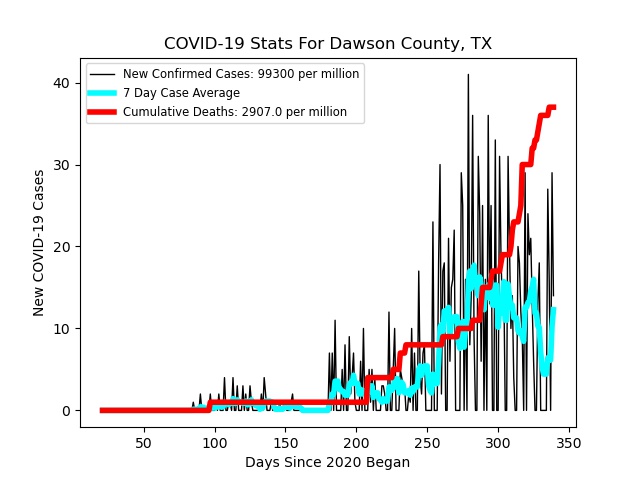 COVID-19 Stats For Dawson County, TX
New Confirmed Cases: 99300 per million
7 Day Case Average
Cumulative Deaths: 2907.0 per million
New COVID-19 Cases
40
30
20
10
0
50 100 150 200 250 300 350
Days Since 2020 Began